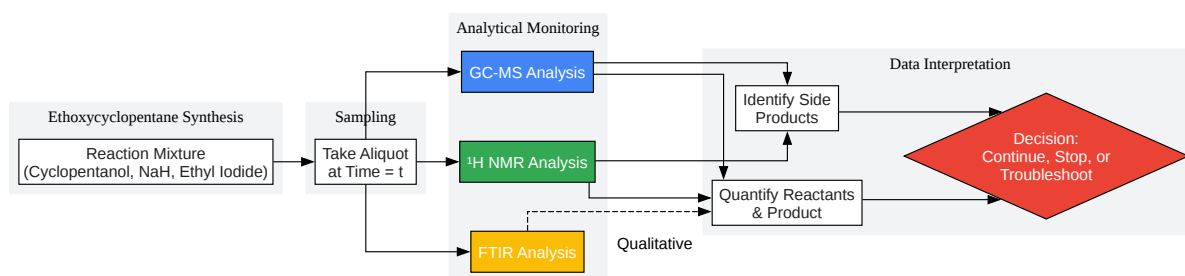 Analytical Monitoring
GC-MS Analysis
Data Interpretation
Identify Side
Products
Ethoxycyclopentane Synthesis
Sampling
Reaction Mixture
(Cyclopentanol, NaH, Ethyl Iodide)
Take Aliquot
at Time = t
¹H NMR Analysis
Decision:
Continue, Stop, or
Troubleshoot
Quantify Reactants
& Product
FTIR Analysis
Qualitative